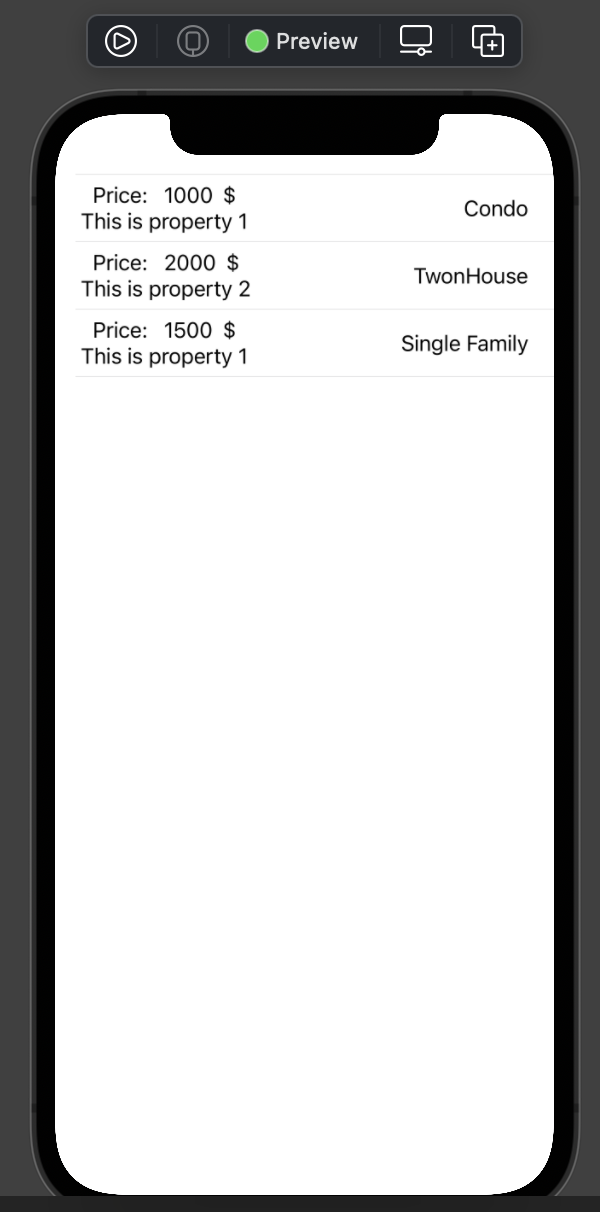 Preview
Price: 1000 $
This is property 1
Condo
Price: 2000 $
This is property 2
TwonHouse
Price: 1500 $
This is property 1
Single Family